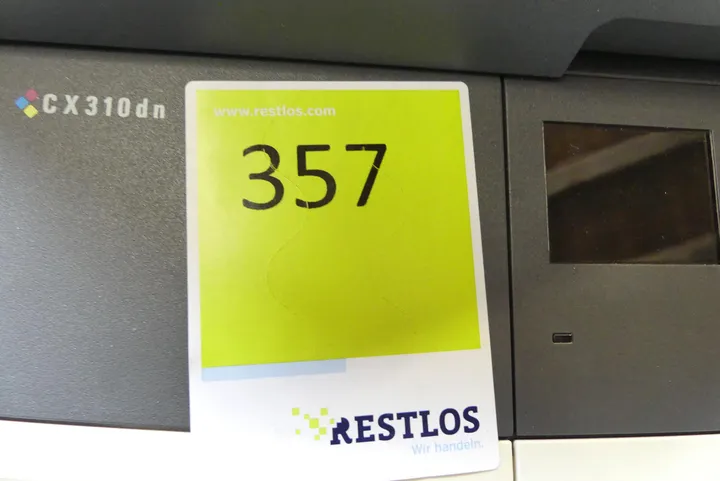 CX310dn
www.restlos.com
357
RESTLOS
Wir handeln.